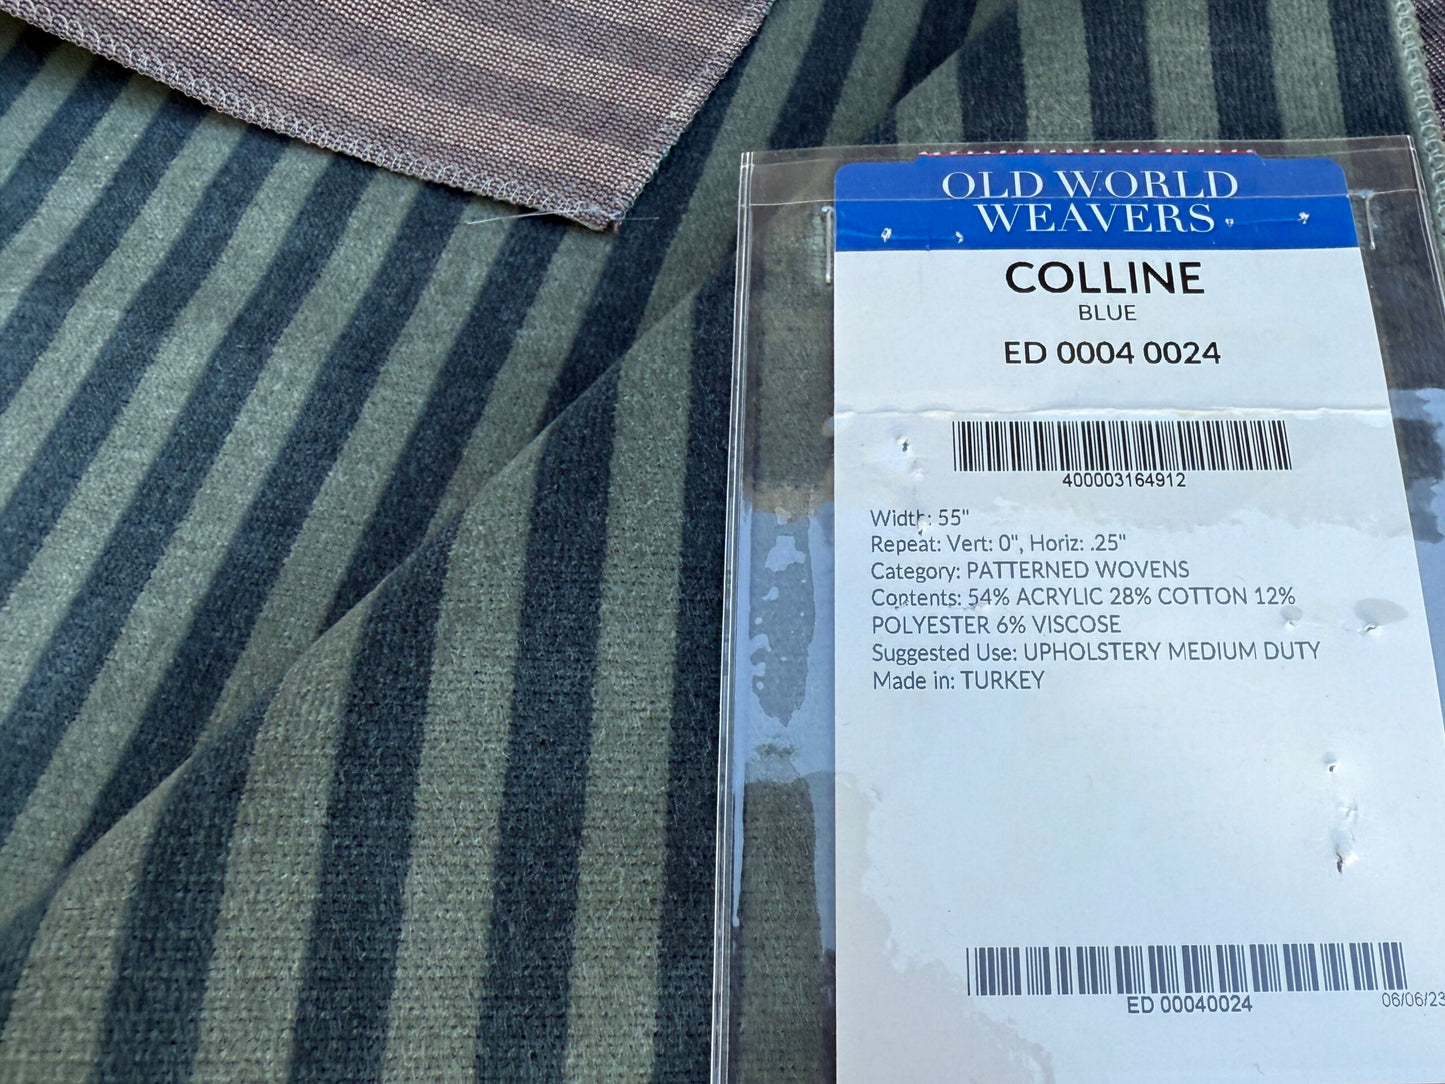 OLD WORLD
WEAVERS
COLLINE
BLUE
ED 0004 0024
400003164912
Width: 55"
Repeat: Vert: 0", Horiz: .25"
Category: PATTERNED WOVENS
Contents: 54% ACRYLIC 28% COTTON 12%
POLYESTER 6% VISCOSE
Suggested Use: UPHOLSTERY MEDIUM DUTY
Made in: TURKEY
ED 00040024
06/06/23